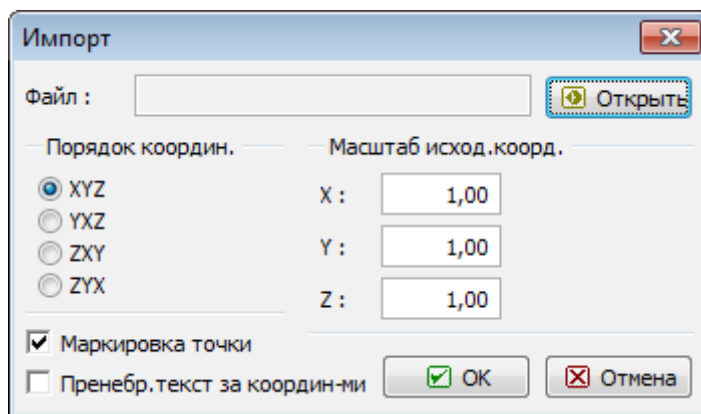 Импорт
Файл :
Открыть
Порядок координ.
Масштаб исход.коорд.
XYZ
YXZ
ZXY
ZYX
X :
1,00
Y :
1,00
Z :
1,00
Маркировка точки
Пренебр.текст за координ-ми
OK
Отмена